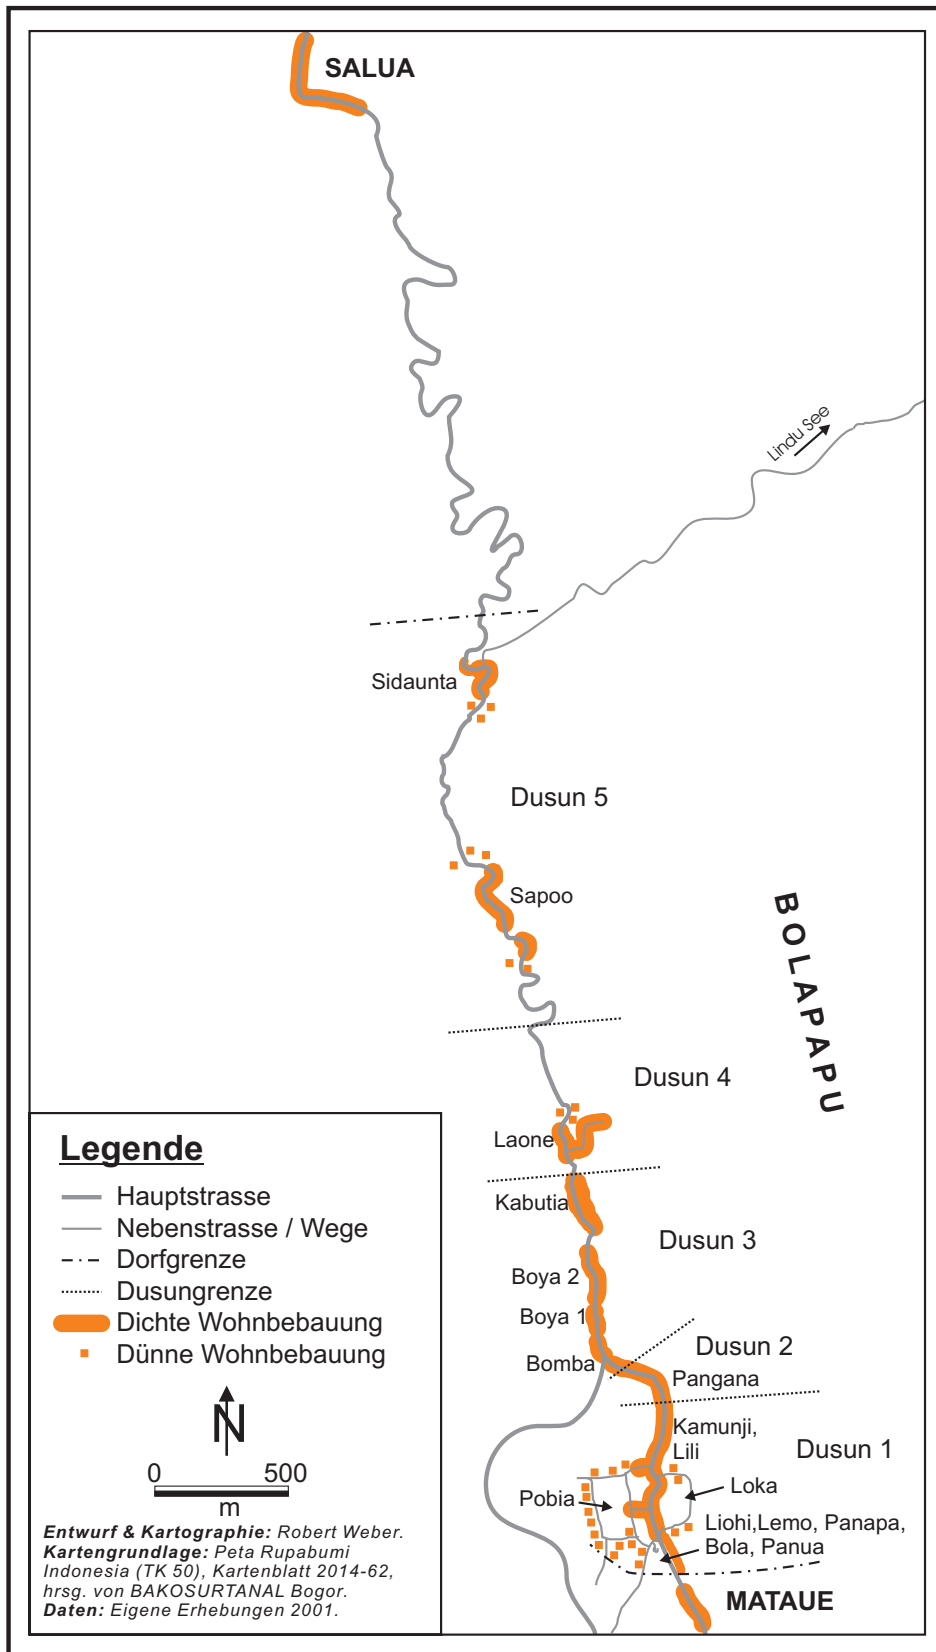 SALUA
Lindu See
Sidaunta
Dusun 5
Sapoo
BOLAPAPU
Dusun 4
Laone
Kabutia
Dusun 3
Boya 2
Boya 1
Dusun 2
Bomba
Pangana
Kamunji,
Lili
Dusun 1
Loka
Pobia
Liohi,Lemo, Panapa,
Bola, Panua
MATAUE
Legende
Hauptstrasse
Nebenstrasse / Wege
Dorfgrenze
Dusungrenze
Dichte Wohnbebauung
Dünne Wohnbebauung
N
0 500
m
Entwurf & Kartographie: Robert Weber.
Kartengrundlage: Peta Rupabumi
Indonesia (TK 50), Kartenblatt 2014-62,
hrsg. von BAKOSURTANAL Bogor.
Daten: Eigene Erhebungen 2001.